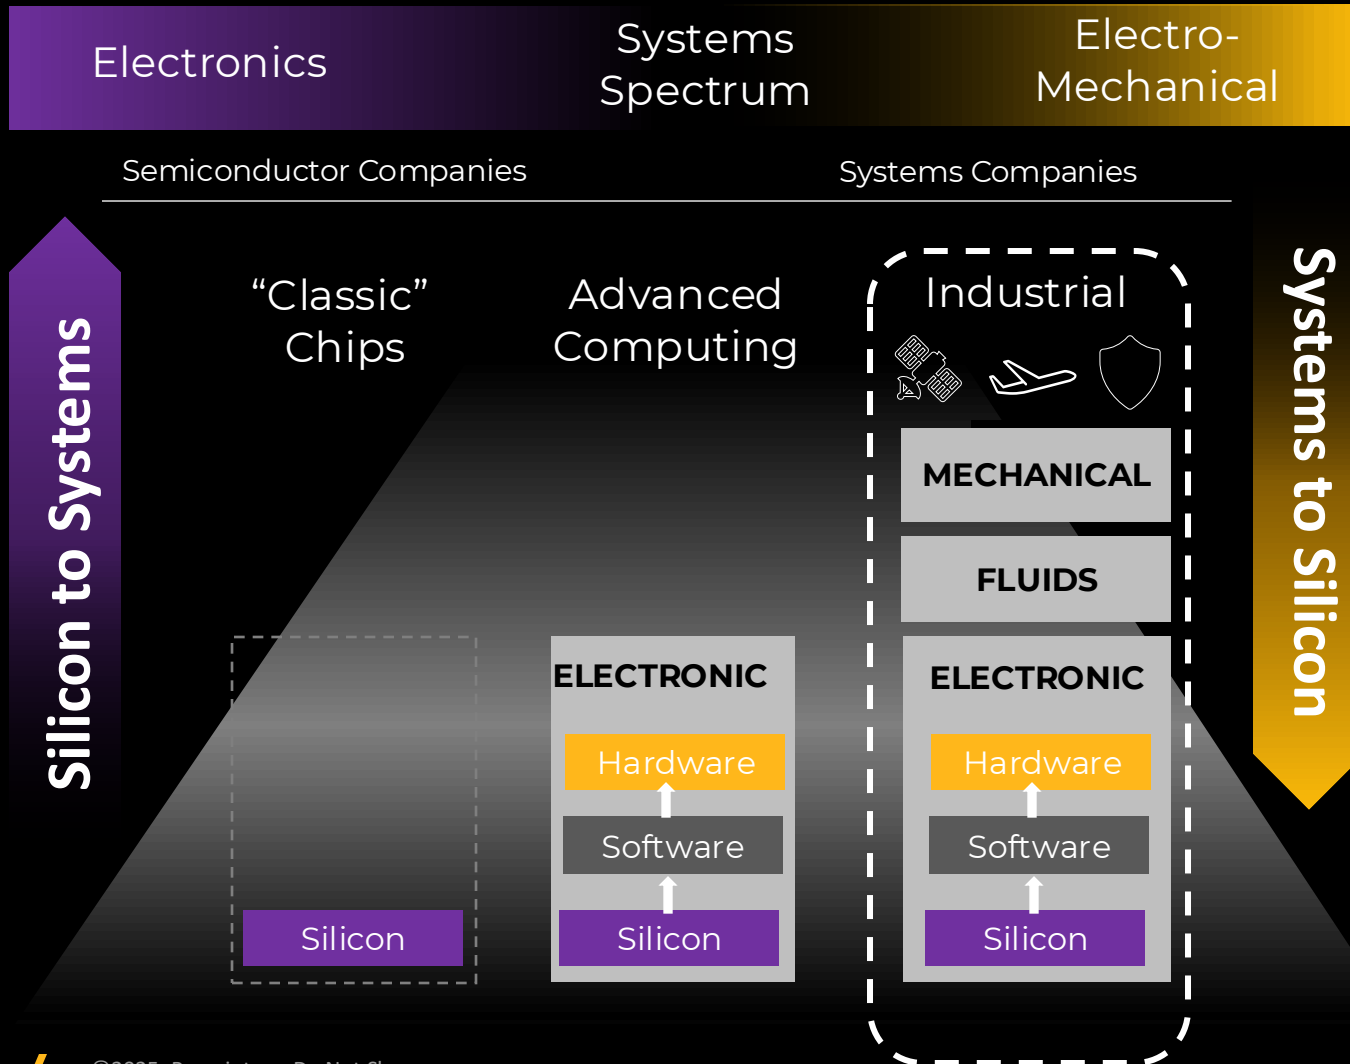 Electronics
Systems
Spectrum
Electro-
Mechanical
Semiconductor Companies
Systems Companies
Silicon to Systems
“Classic”
Chips
Advanced
Computing
Industrial
Systems to Silicon
MECHANICAL
FLUIDS
ELECTRONIC
ELECTRONIC
Hardware
Hardware
Software
Software
Silicon
Silicon
Silicon
©2025